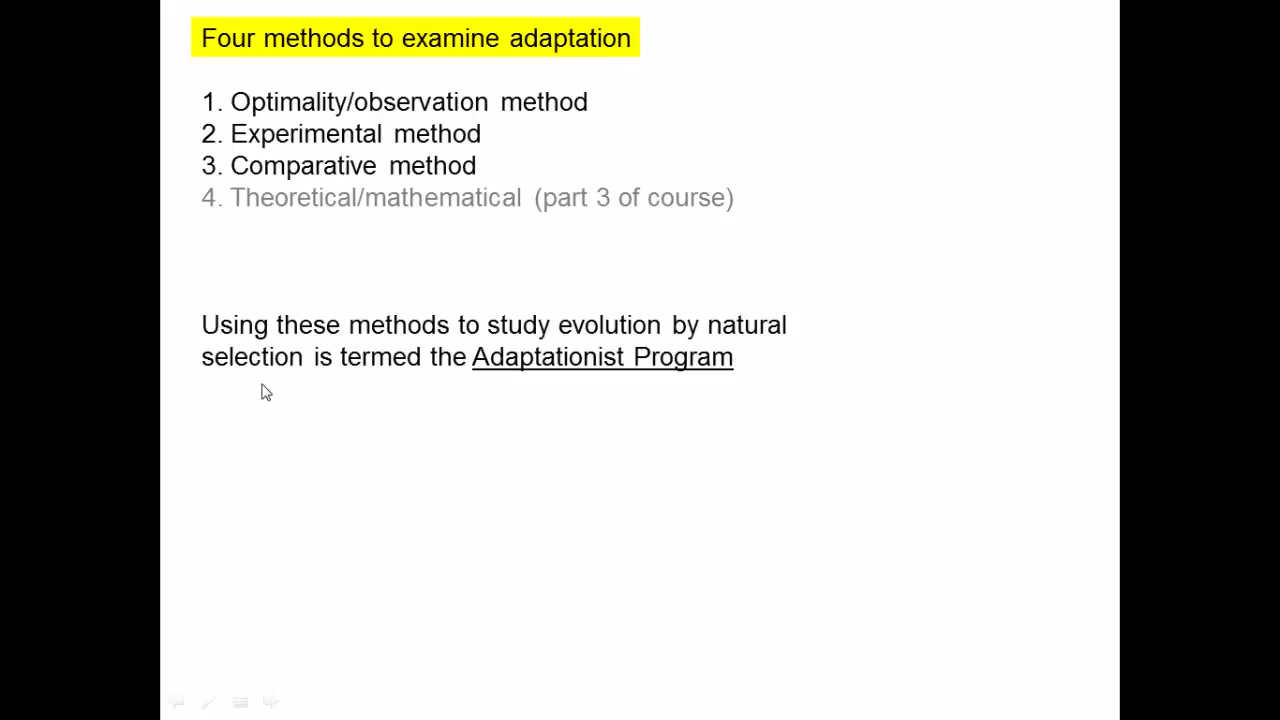 Four methods to examine adaptation
1. Optimality/observation method
2. Experimental method
3. Comparative method
4. Theoretical/mathematical (part 3 of course)
Using these methods to study evolution by natural
selection is termed the Adaptationist Program